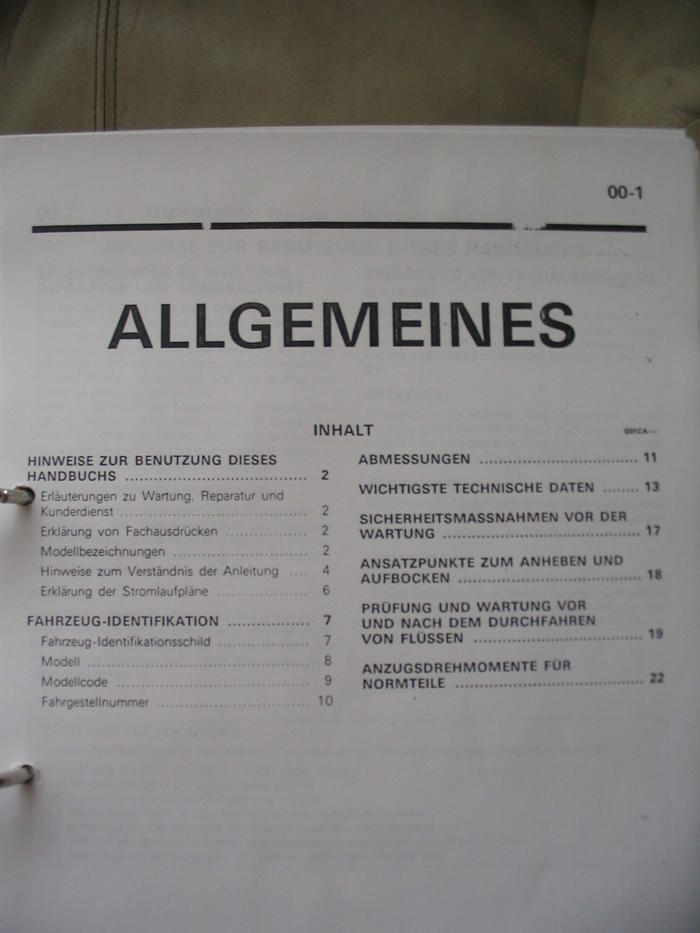 00-1
ALLGEMEINES
INHALT
HINWEISE ZUR BENUTZUNG DIESES
HANDBUCHS ................................ 2
Erläuterungen zu Wartung, Reparatur und
Kunderdienst ................................ 2
Erklärung von Fachausdrücken ................ 2
Modellbezeichnungen ........................ 2
Hinweise zum Verständnis der Anleitung .... 4
Erklärung der Stromlaufpläne ................ 6
FAHRZEUG-IDENTIFIKATION ................ 7
Fahrzeug-Identifikationsschild ................ 7
Modell ........................................ 8
Modellcode .................................... 9
Fahrgestellnummer ............................ 10
ABMESSUNGEN ................................ 11
WICHTIGSTE TECHNISCHE DATEN ........ 13
SICHERHEITSMASSNAHMEN VOR DER
WARTUNG .................................... 17
ANSATZPUNKTE ZUM ANHEBEN UND
AUFBOCKEN ................................ 18
PRÜFUNG UND WARTUNG VOR
UND NACH DEM DURCHFAHREN
VON FLÜSSEN ............................ 19
ANZUGSDREHMOMENTE FÜR
NORMTEILE ................................ 22